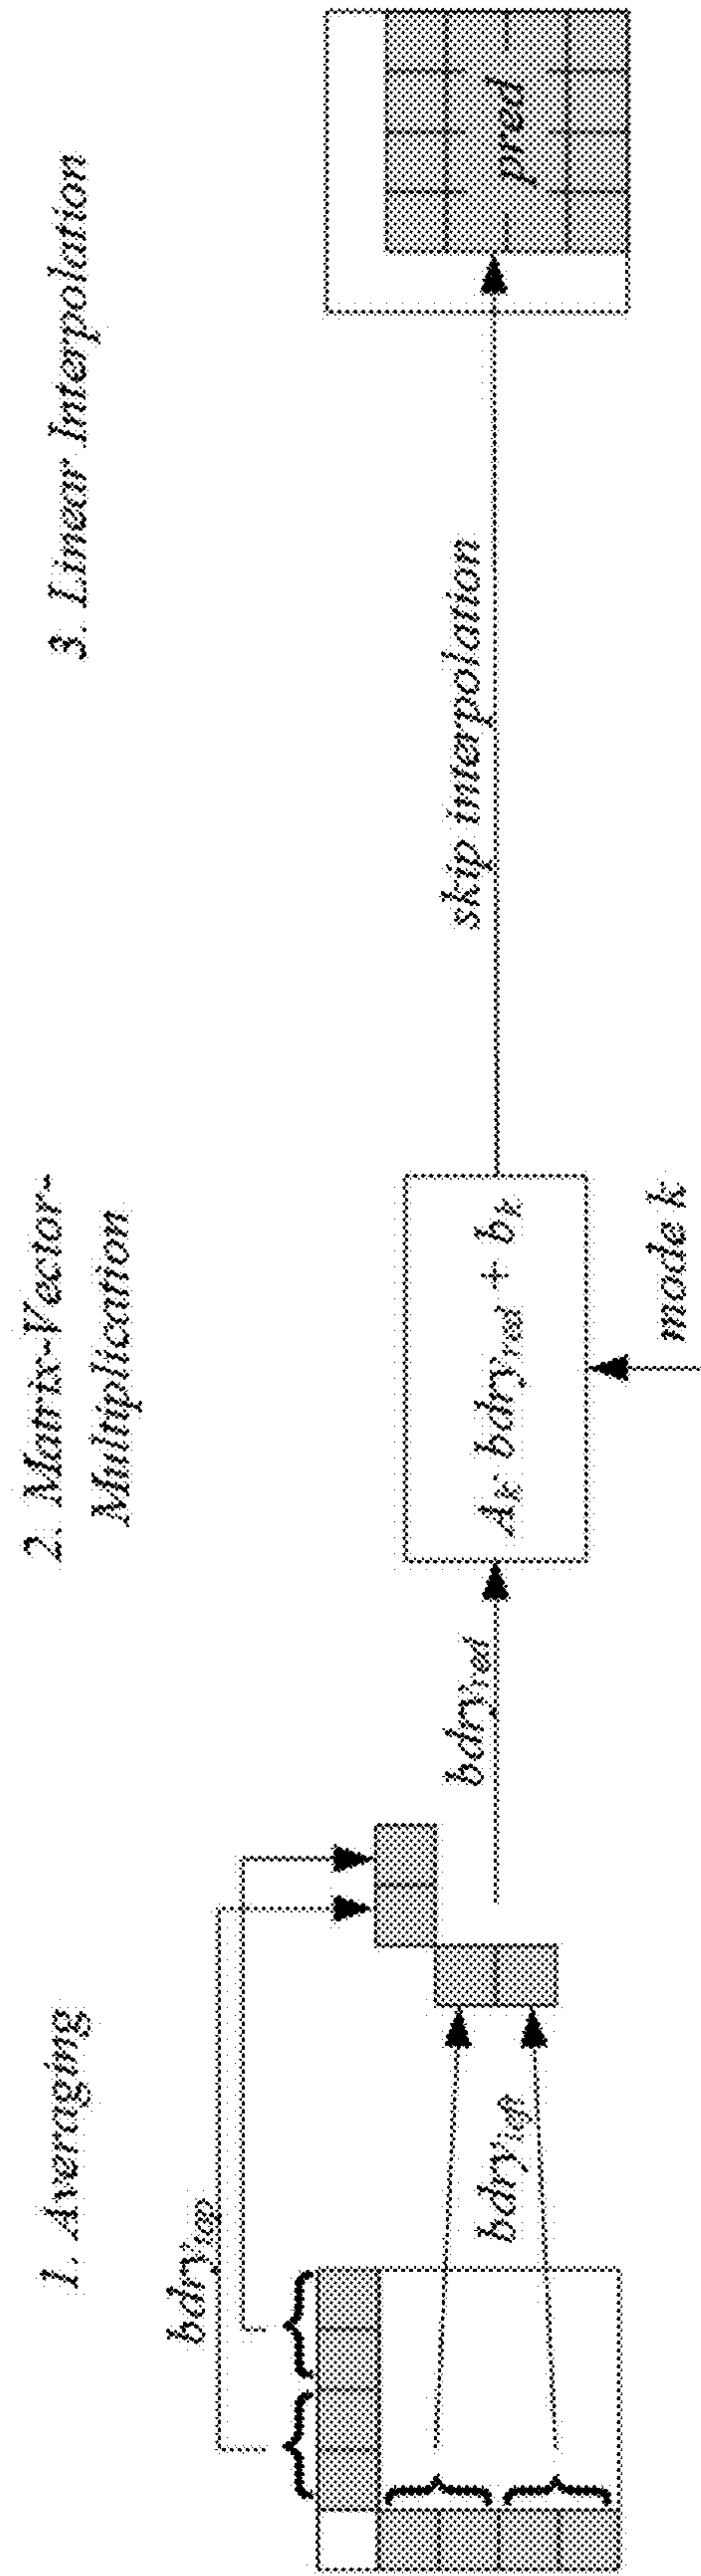 1. Averaging
2. Matrix-Vector-
Multiplication
3. Linear Interpolation
bdry_top
bdry_left
bdry_red
A_k bdry_red + b_k
mode k
skip interpolation
pred